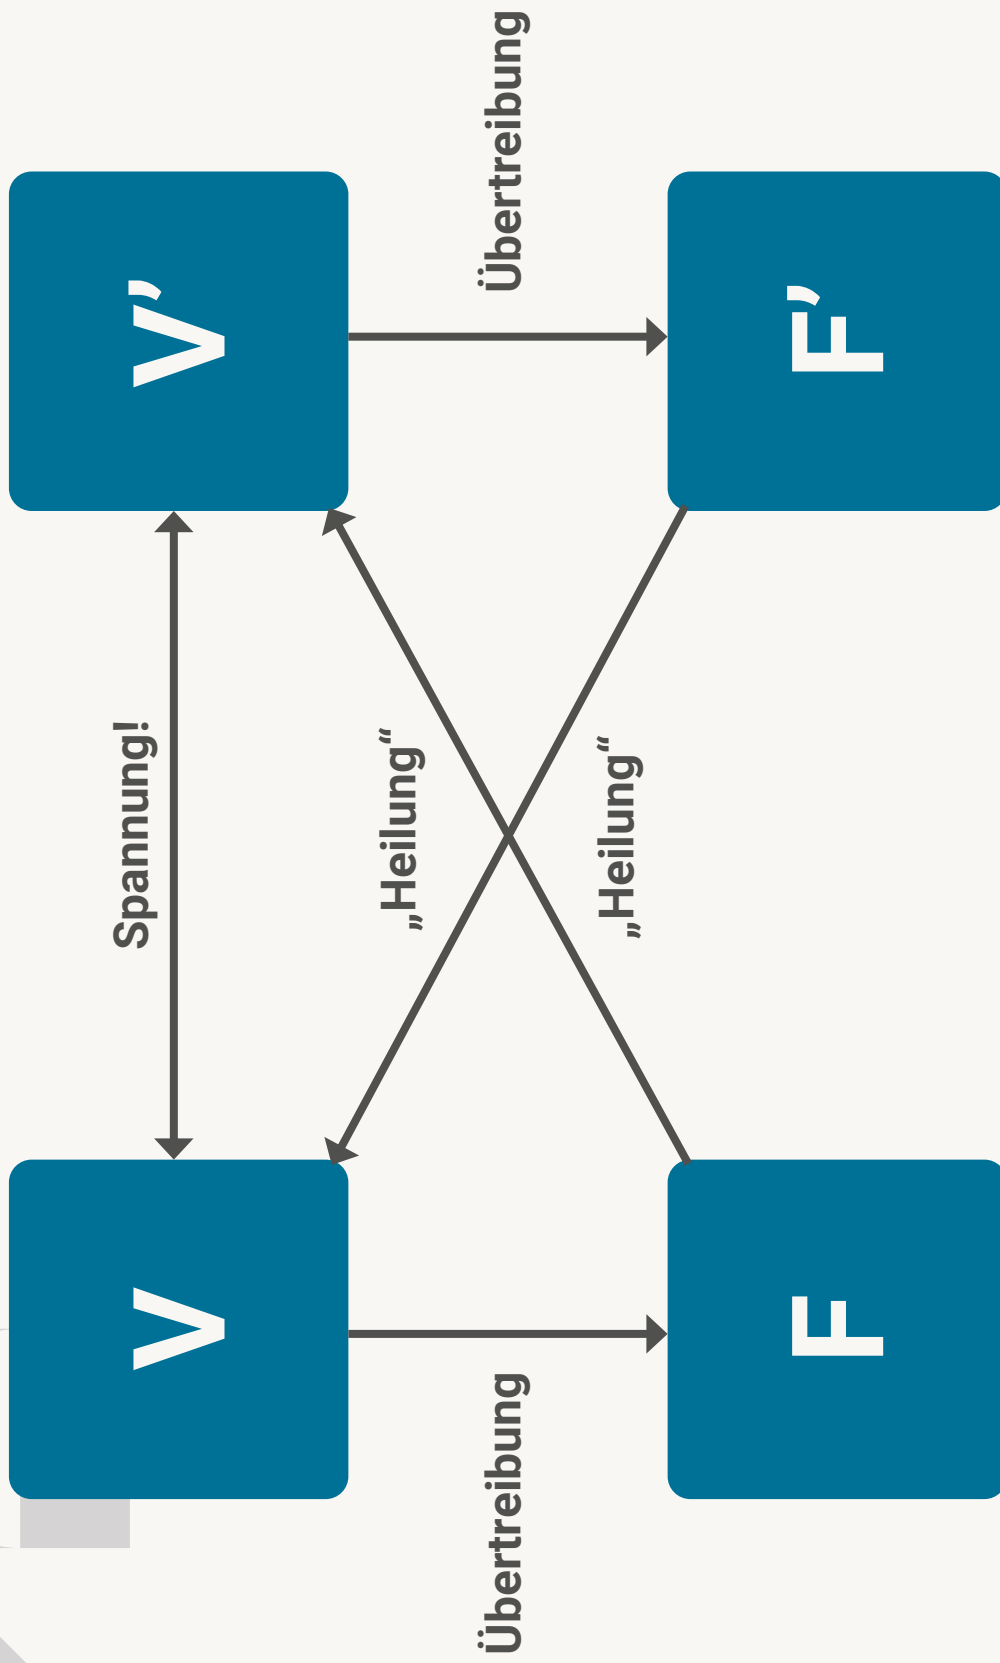 Spannung!
V
V’
„Heilung“
Übertreibung
Übertreibung
„Heilung“
F
F’